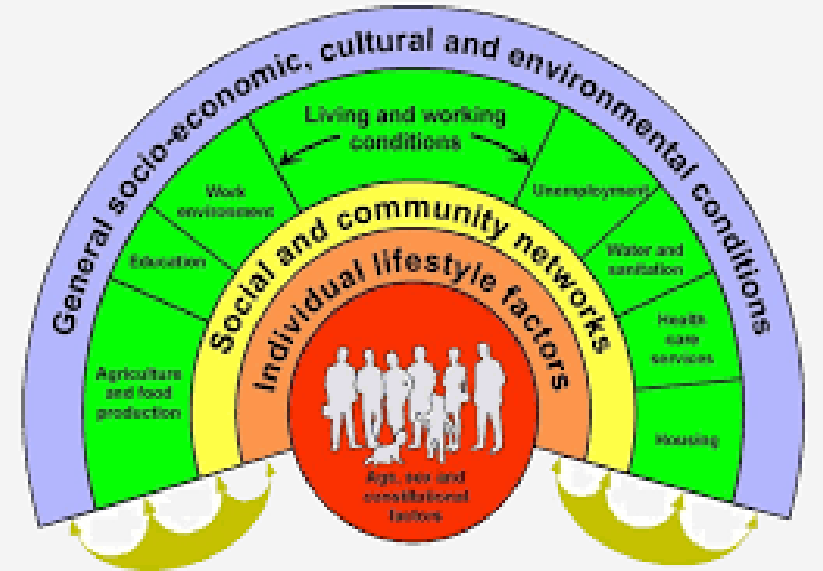 General socio-economic, cultural and environmental conditions
Living and working
conditions
Work
environment
Unemployment
Education
Water and
sanitation
Agriculture
and food
production
Health
care
services
Housing
Social and community networks
Individual lifestyle factors
Age, sex and
constitutional
factors